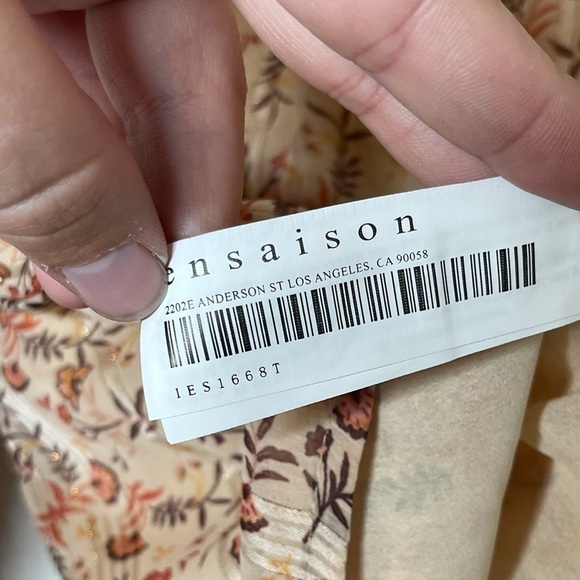 ensaison
2202E ANDERSON ST LOS ANGELES, CA 90058
IES1668T